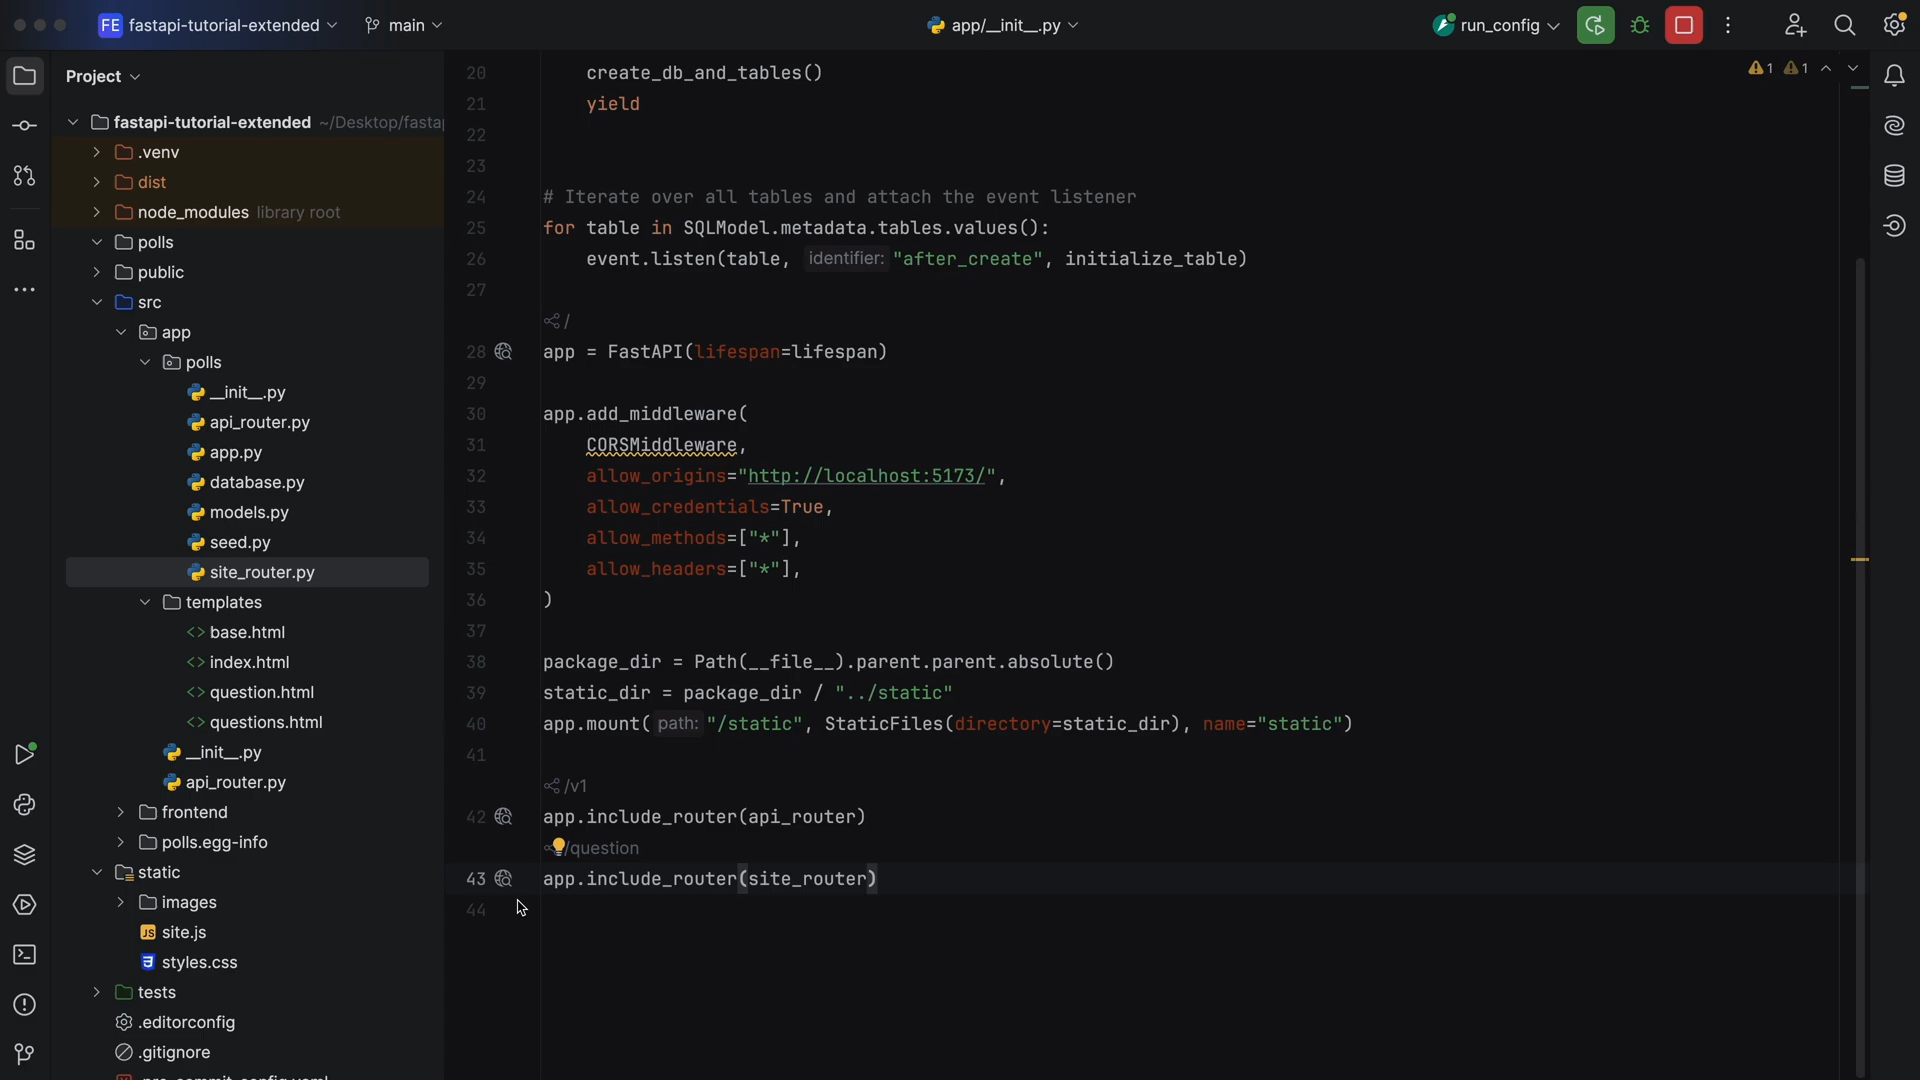 FE fastapi-tutorial-extended main app/__init__.py run_config
Project
fastapi-tutorial-extended ~/Desktop/fasta
.venv
dist
node_modules library root
polls
public
src
app
polls
__init__.py
api_router.py
app.py
database.py
models.py
seed.py
site_router.py
templates
base.html
index.html
question.html
questions.html
__init__.py
api_router.py
frontend
polls.egg-info
static
images
JS site.js
styles.css
tests
.editorconfig
.gitignore
1 1
20 create_db_and_tables()
21 yield
22
23
24 # Iterate over all tables and attach the event listener
25 for table in SQLModel.metadata.tables.values():
26 event.listen(table, identifier: "after_create", initialize_table)
27
/
28 app = FastAPI(lifespan=lifespan)
29
30 app.add_middleware(
31 CORSMiddleware,
32 allow_origins="http://localhost:5173/",
33 allow_credentials=True,
34 allow_methods=["*"],
35 allow_headers=["*"],
36 )
37
38 package_dir = Path(__file__).parent.parent.absolute()
39 static_dir = package_dir / "../static"
40 app.mount( path: "/static", StaticFiles(directory=static_dir), name="static")
41
/v1
42 app.include_router(api_router)
/question
43 app.include_router(site_router)
44